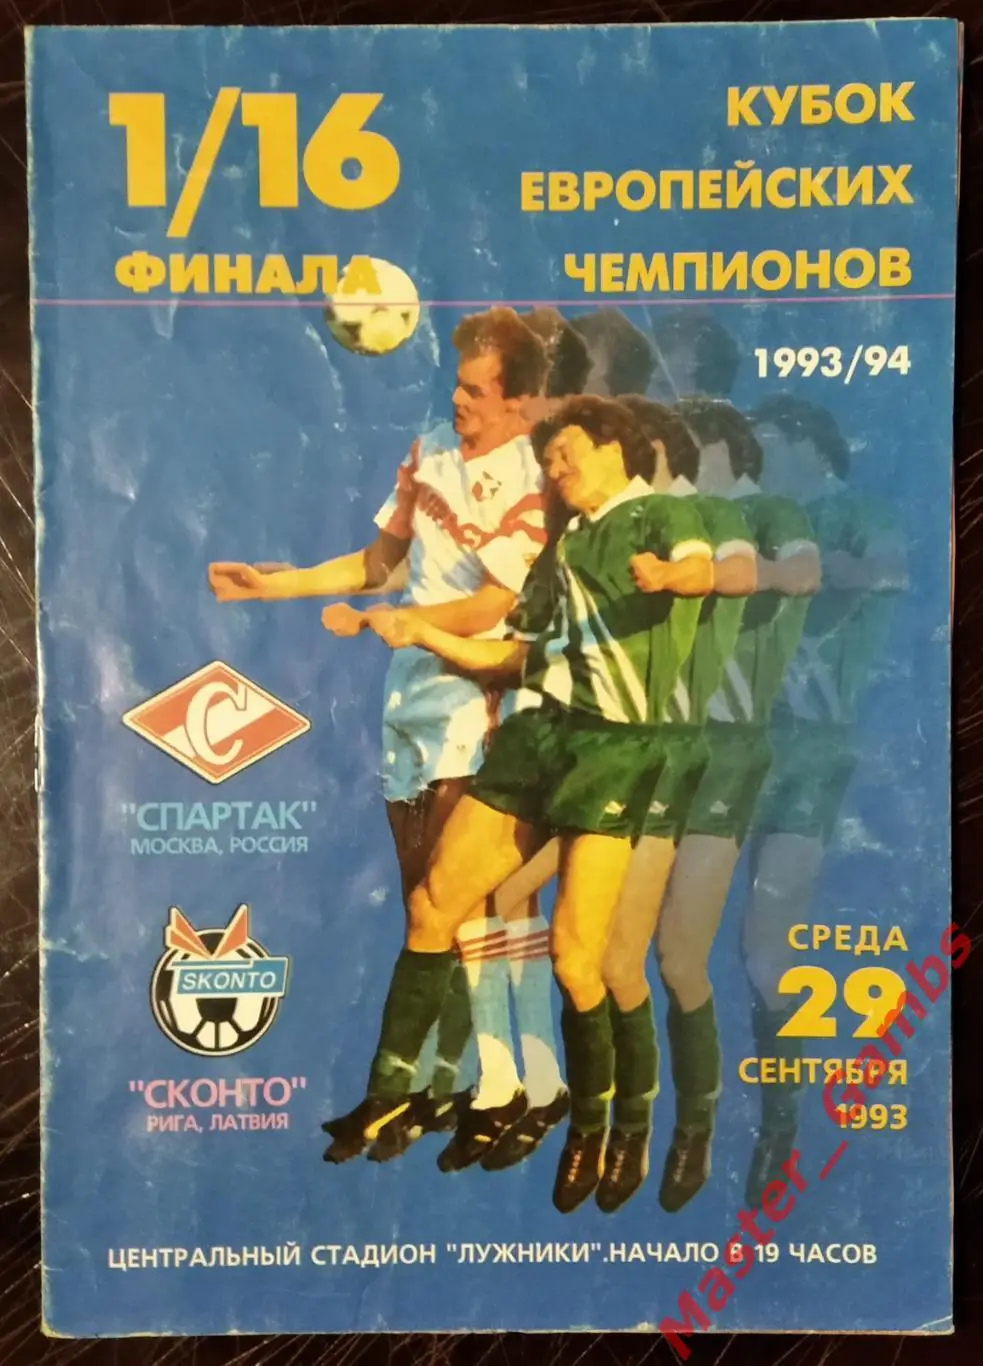 1/16
ФИНАЛА
КУБОК
ЕВРОПЕЙСКИХ
ЧЕМПИОНОВ
1993/94
С
"СПАРТАК"
МОСКВА, РОССИЯ
SKONTO
"СКОНТО"
РИГА, ЛАТВИЯ
СРЕДА
29
СЕНТЯБРЯ
1993
ЦЕНТРАЛЬНЫЙ СТАДИОН "ЛУЖНИКИ".НАЧАЛО В 19 ЧАСОВ
Master_Gambs